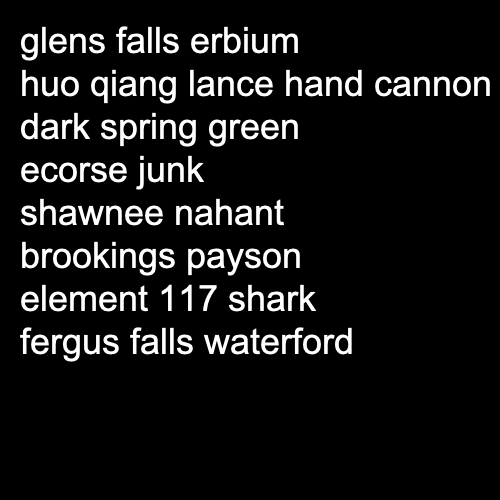 glens falls erbium
huo qiang lance hand cannon
dark spring green
ecorse junk
shawnee nahant
brookings payson
element 117 shark
fergus falls waterford